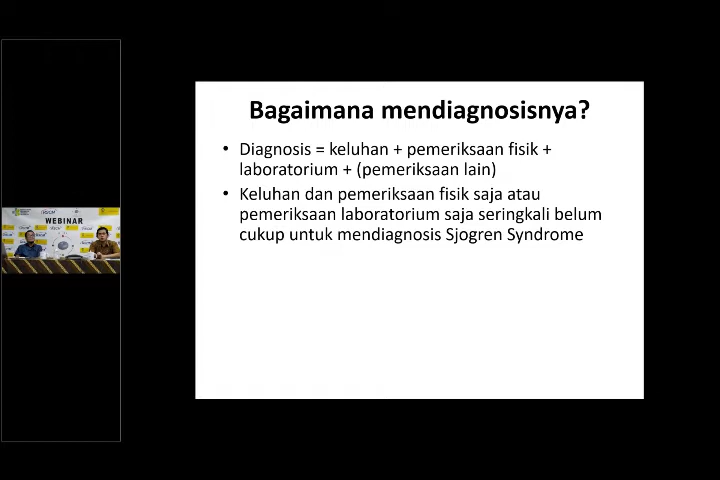 Bagaimana mendiagnosisnya?
• Diagnosis = keluhan + pemeriksaan fisik +
laboratorium + (pemeriksaan lain)
• Keluhan dan pemeriksaan fisik saja atau
pemeriksaan laboratorium saja seringkali belum
cukup untuk mendiagnosis Sjogren Syndrome
WEBINAR